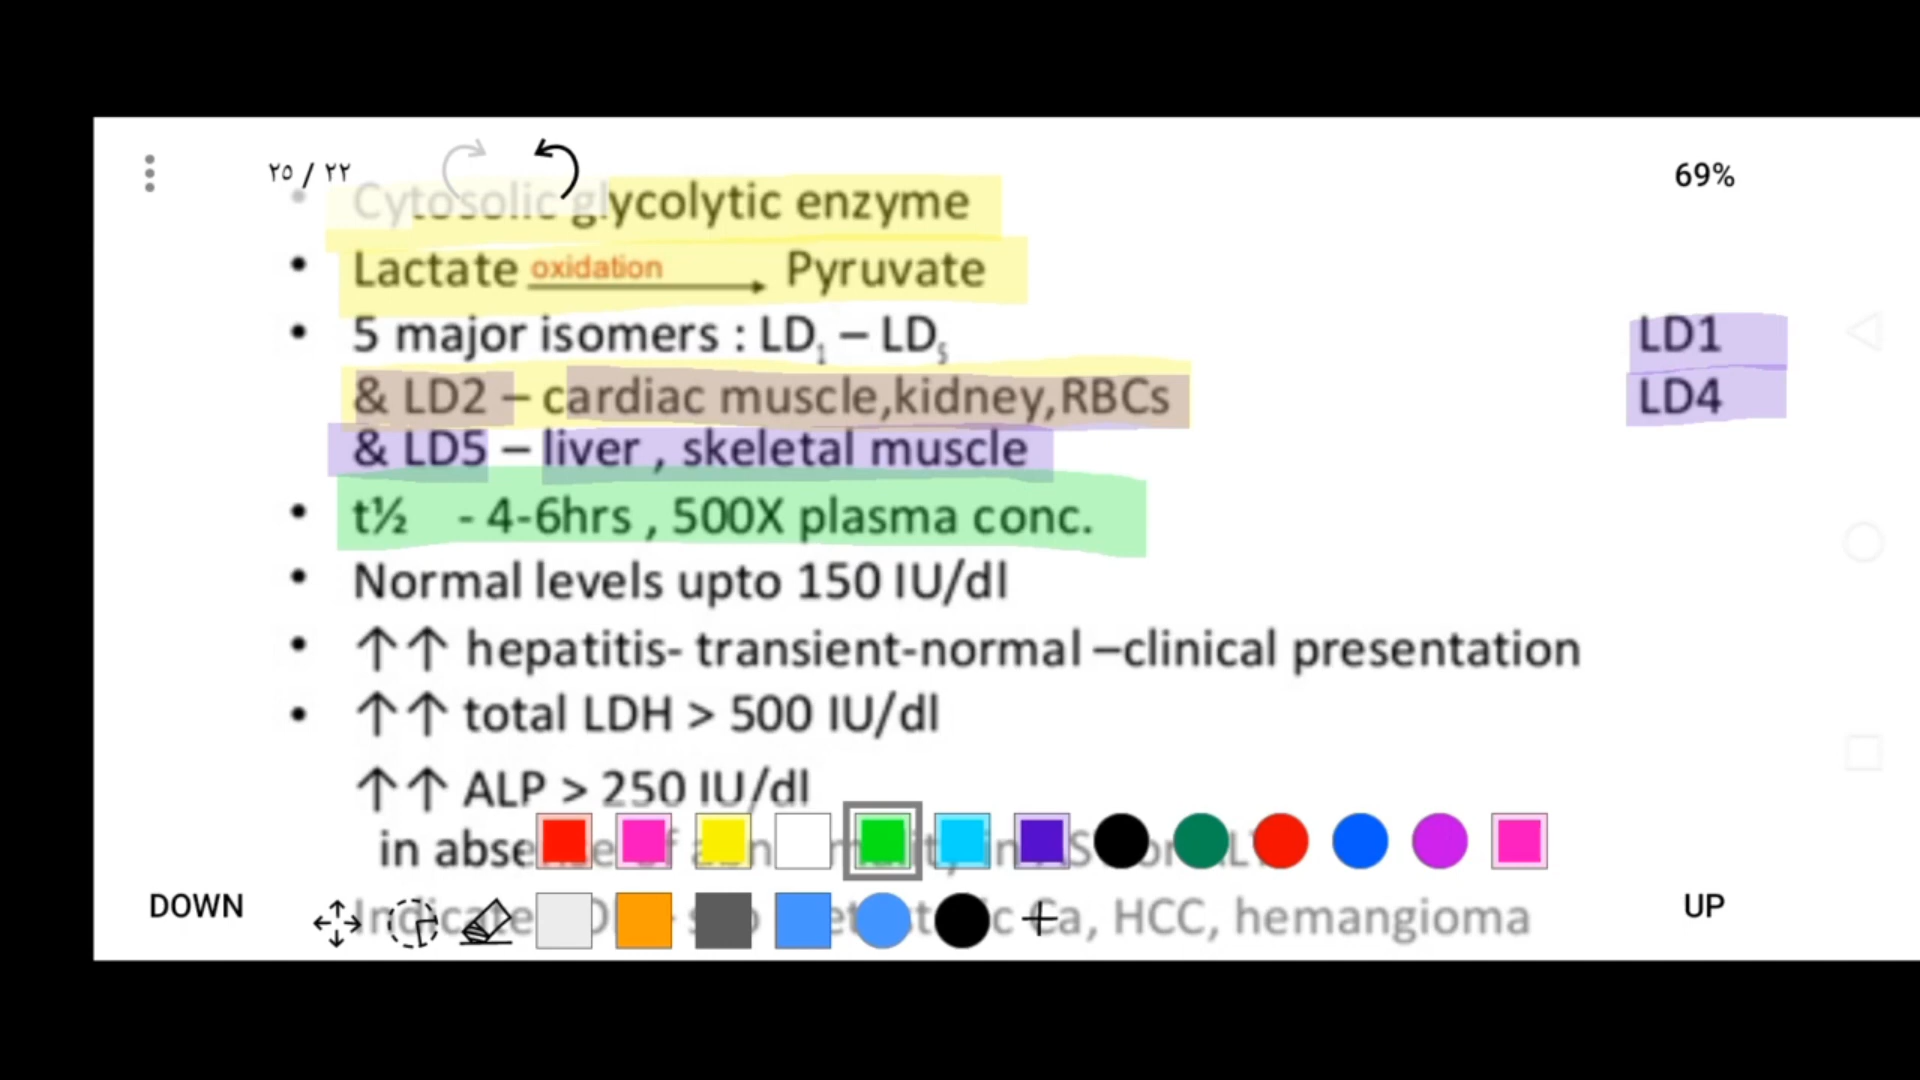 ٢٥ / ٢٢
69%
Cytosolic glycolytic enzyme
Lactate oxidation Pyruvate
5 major isomers : LD1 – LD5
LD1
& LD2 – cardiac muscle,kidney,RBCs
LD4
& LD5 – liver , skeletal muscle
t½ - 4-6hrs , 500X plasma conc.
Normal levels upto 150 IU/dl
↑↑ hepatitis- transient-normal –clinical presentation
↑↑ total LDH > 500 IU/dl
↑↑ ALP > 250 IU/dl
in
DOWN
Ca, HCC, hemangioma
UP